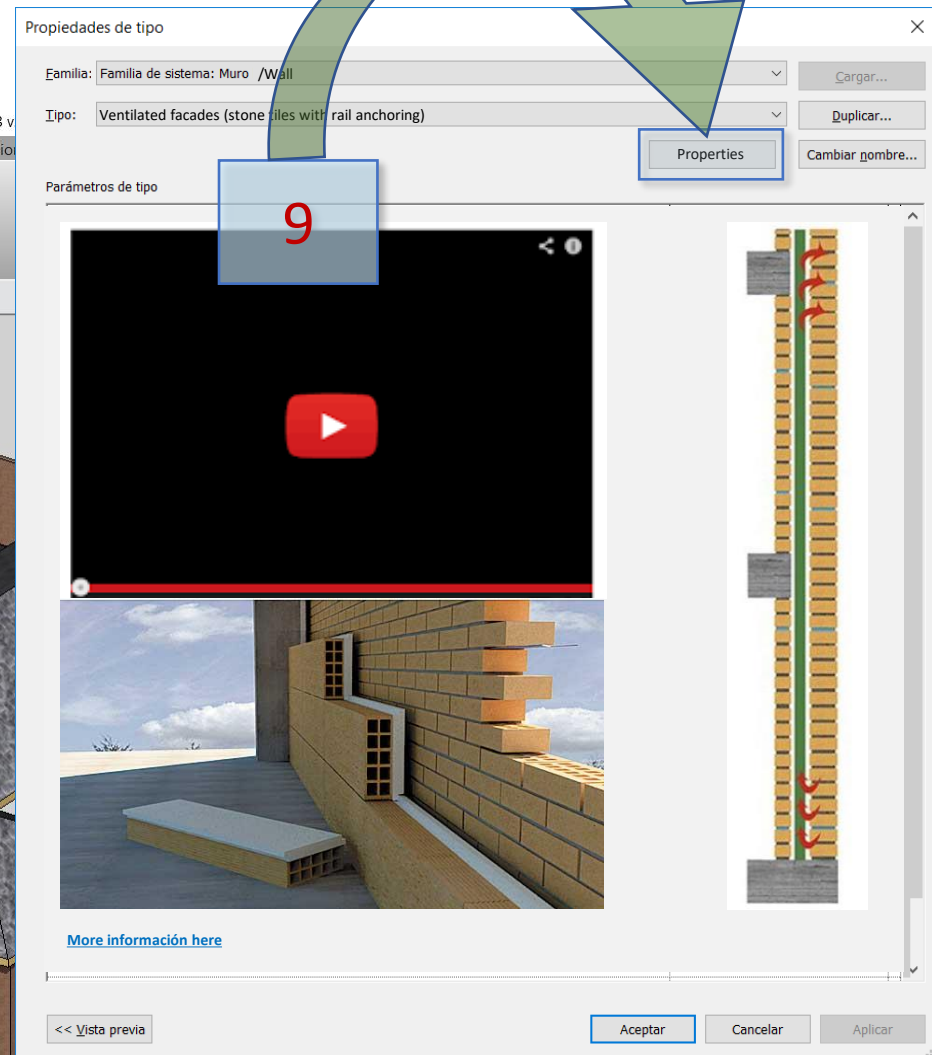 Propiedades de tipo
Familia: Familia de sistema: Muro /Wall
Cargar...
Tipo: Ventilated facades (stone tiles with rail anchoring)
Duplicar...
Properties
Cambiar nombre...
Parámetros de tipo
9
More información here
<< Vista previa
Aceptar
Cancelar
Aplicar